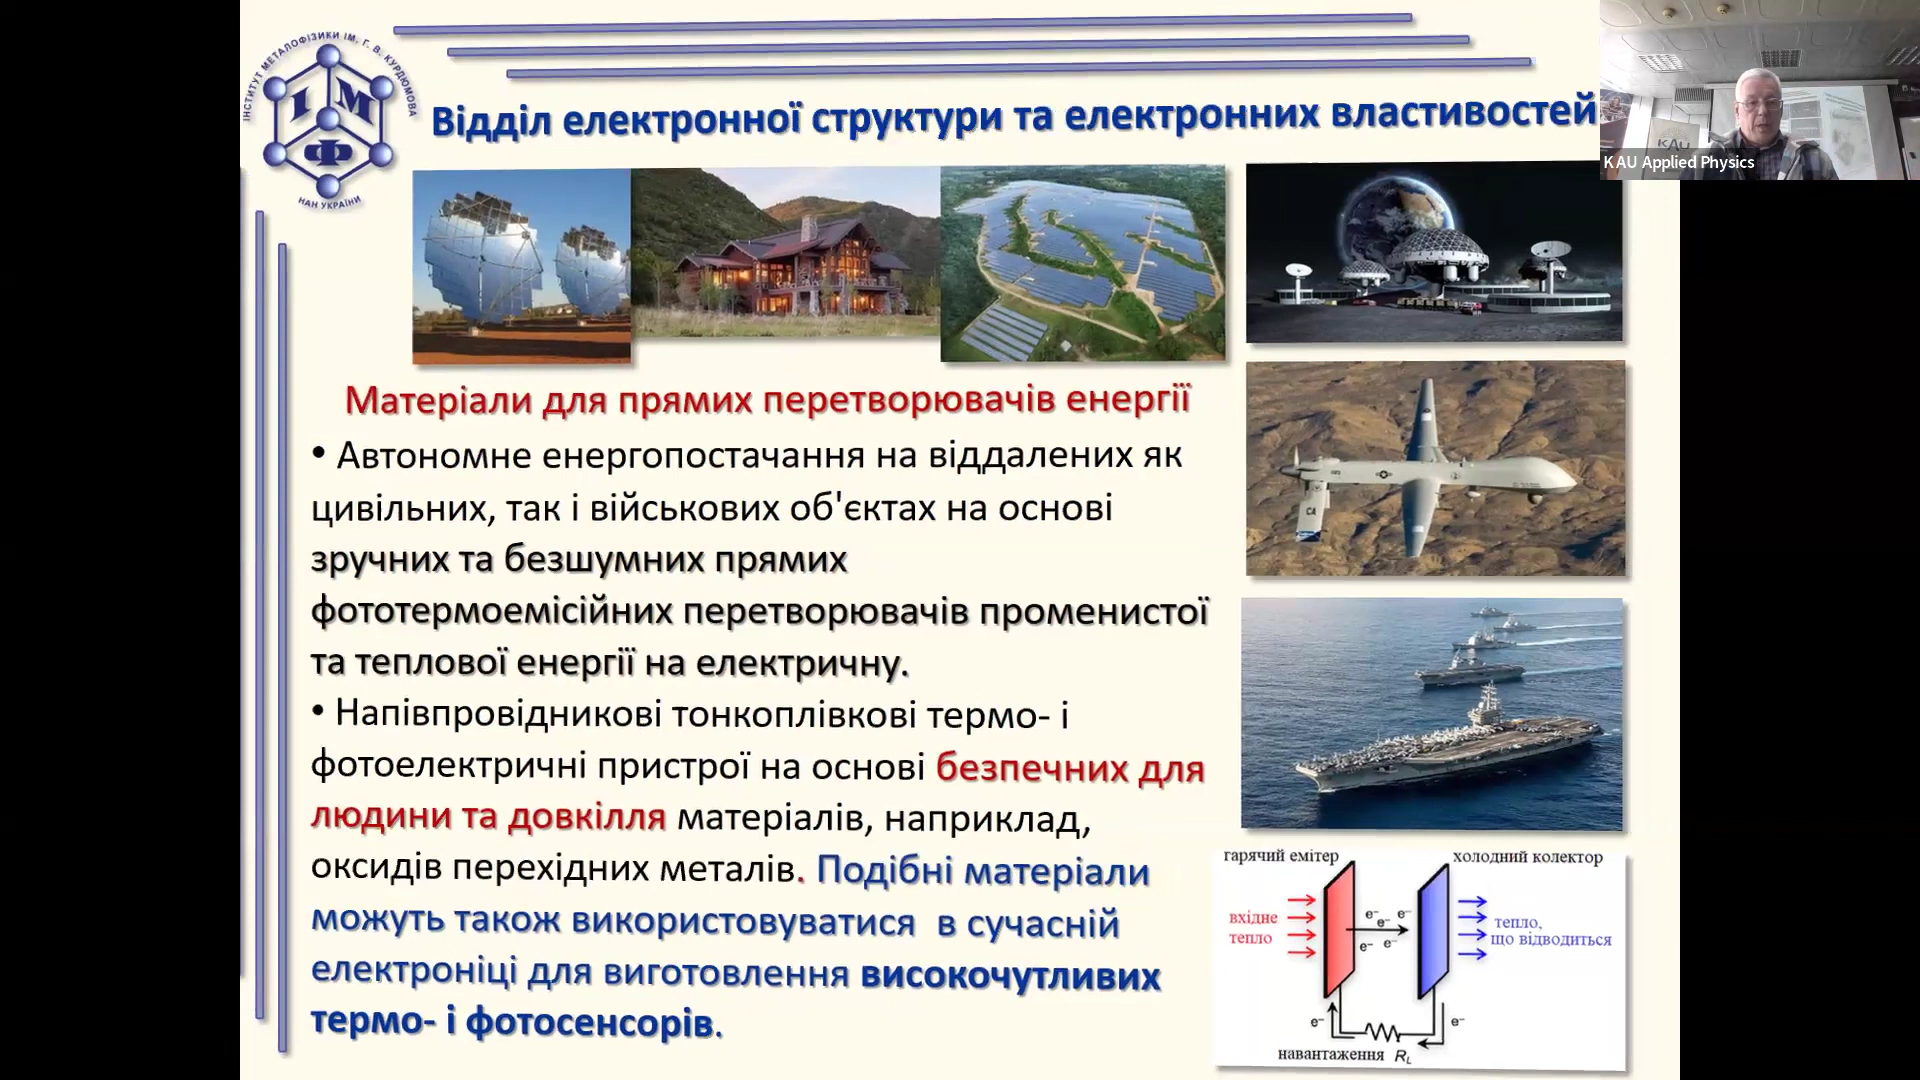 ІНСТИТУТ МЕТАЛОФІЗИКИ ІМ. Г. В. КУРДЮМОВА
І М
Ф
НАН УКРАЇНИ
Відділ електронної структури та електронних властивостей
KAU
KAU Applied Physics
Матеріали для прямих перетворювачів енергії
• Автономне енергопостачання на віддалених як
цивільних, так і військових об'єктах на основі
зручних та безшумних прямих
фототермоемісійних перетворювачів променистої
та теплової енергії на електричну.
• Напівпровідникові тонкоплівкові термо- і
фотоелектричні пристрої на основі безпечних для
людини та довкілля матеріалів, наприклад,
оксидів перехідних металів. Подібні матеріали
можуть також використовуватися в сучасній
електроніці для виготовлення високочутливих
термо- і фотосенсорів.
CA
гарячий емітер
холодний колектор
вхідне
тепло
e⁻ e⁻ e⁻
e⁻ e⁻
тепло,
що відводиться
e⁻
e⁻
навантаження R_L